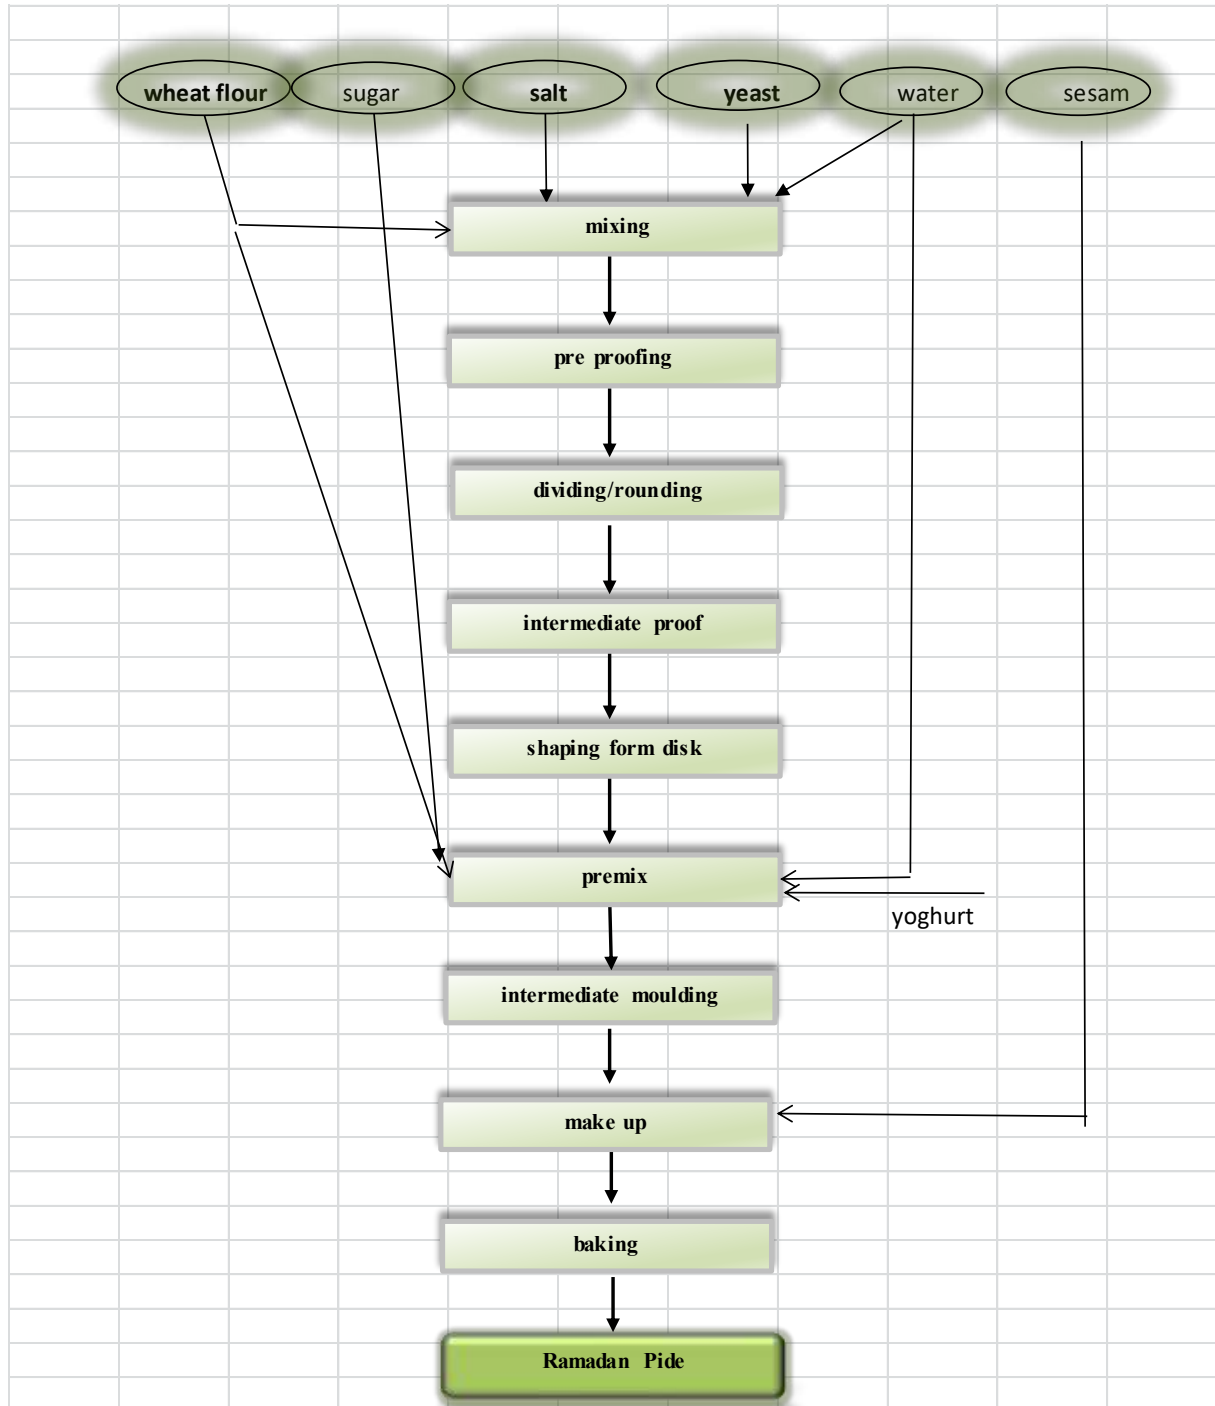 wheat flour
sugar
salt
yeast
water
sesam
mixing
pre proofing
dividing/rounding
intermediate proof
shaping form disk
premix
yoghurt
intermediate moulding
make up
baking
Ramadan Pide